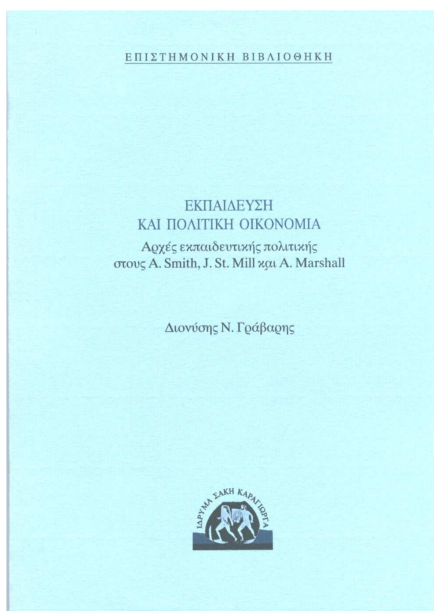 ΕΠΙΣΤΗΜΟΝΙΚΗ ΒΙΒΛΙΟΘΗΚΗ
ΕΚΠΑΙΔΕΥΣΗ
ΚΑΙ ΠΟΛΙΤΙΚΗ ΟΙΚΟΝΟΜΙΑ
Αρχές εκπαιδευτικής πολιτικής
στους A. Smith, J. St. Mill και A. Marshall
Διονύσης Ν. Γράβαρης
ΙΔΡΥΜΑ ΣΑΚΗ ΚΑΡΑΓΙΩΡΓΑ